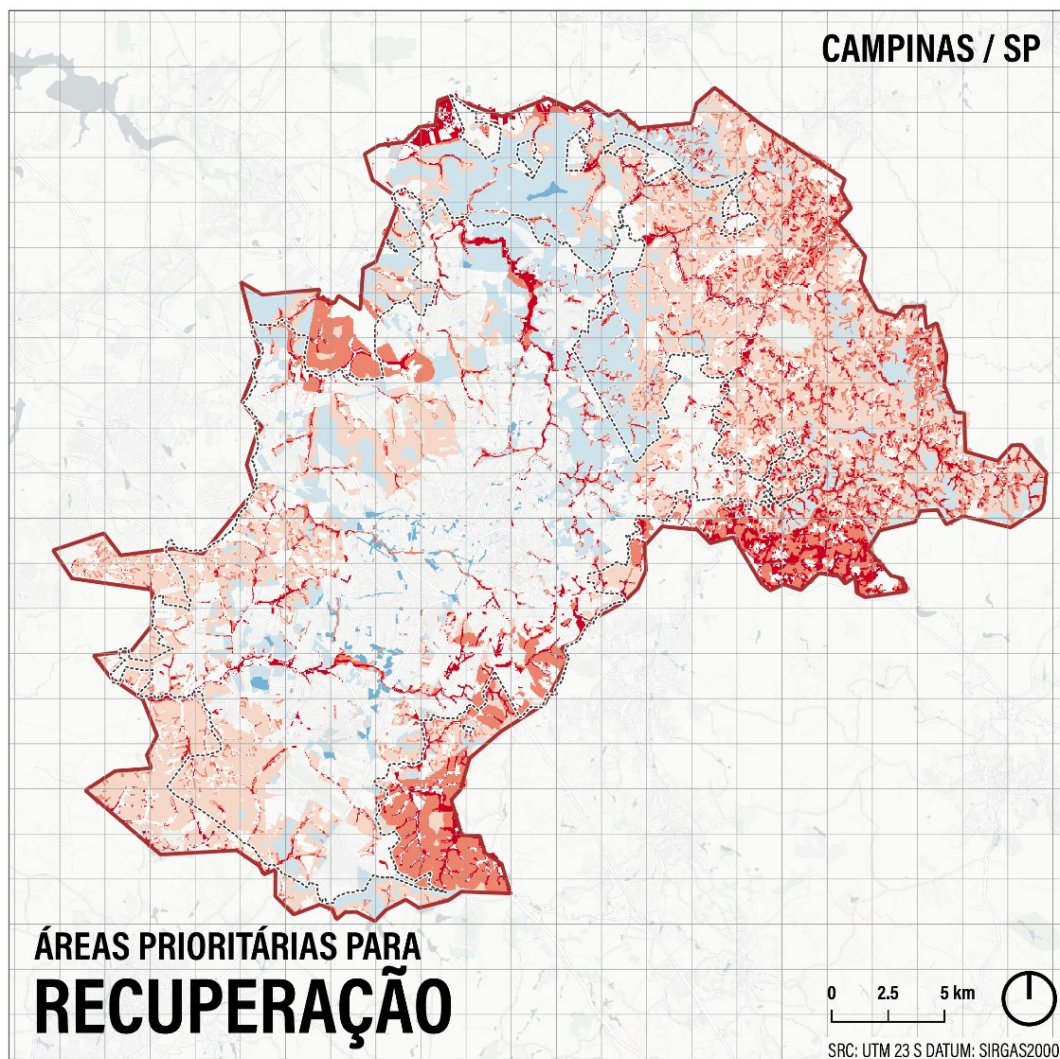 CAMPINAS / SP
ÁREAS PRIORITÁRIAS PARA
RECUPERAÇÃO
0 2.5 5 km
SRC: UTM 23 S DATUM: SIRGAS2000